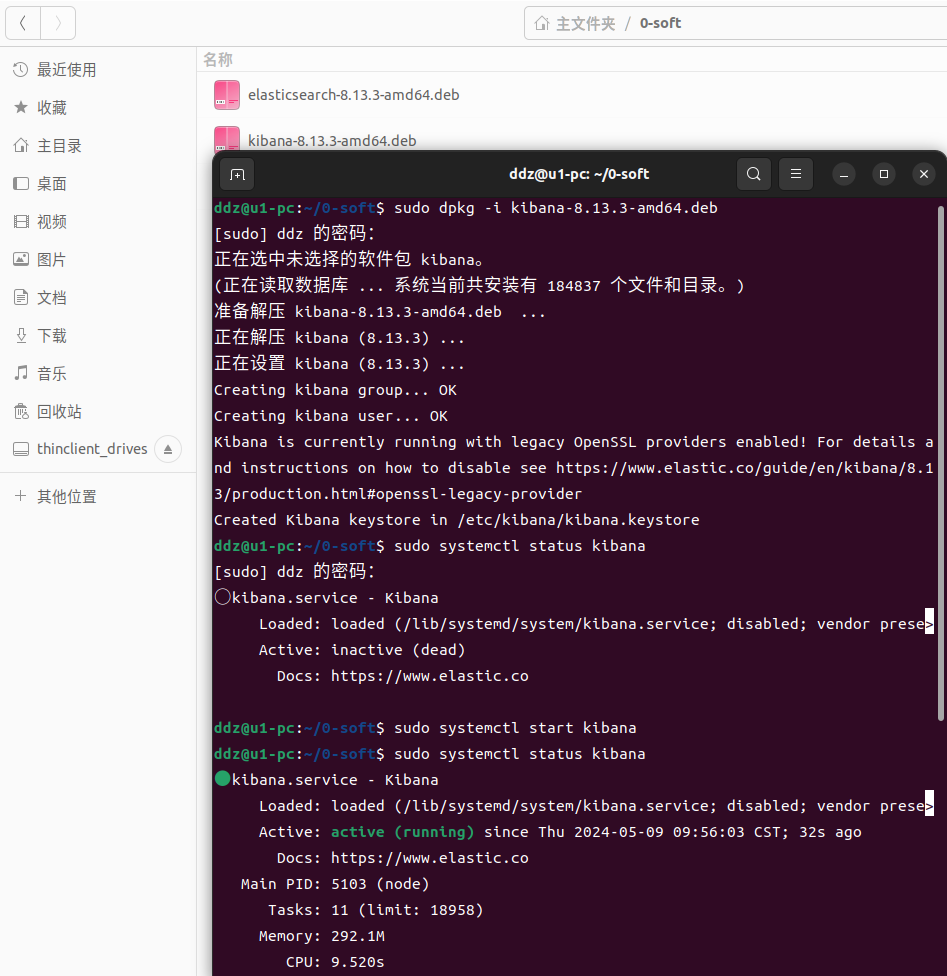 主文件夹 / 0-soft
最近使用
收藏
主目录
桌面
视频
图片
文档
下载
音乐
回收站
thinclient_drives
其他位置
名称
elasticsearch-8.13.3-amd64.deb
kibana-8.13.3-amd64.deb
ddz@u1-pc: ~/0-soft
ddz@u1-pc:~/0-soft$ sudo dpkg -i kibana-8.13.3-amd64.deb
[sudo] ddz 的密码：
正在选中未选择的软件包 kibana。
(正在读取数据库 ... 系统当前共安装有 184837 个文件和目录。)
准备解压 kibana-8.13.3-amd64.deb  ...
正在解压 kibana (8.13.3) ...
正在设置 kibana (8.13.3) ...
Creating kibana group... OK
Creating kibana user... OK
Kibana is currently running with legacy OpenSSL providers enabled! For details a
nd instructions on how to disable see https://www.elastic.co/guide/en/kibana/8.1
3/production.html#openssl-legacy-provider
Created Kibana keystore in /etc/kibana/kibana.keystore
ddz@u1-pc:~/0-soft$ sudo systemctl status kibana
[sudo] ddz 的密码：
○kibana.service - Kibana
Loaded: loaded (/lib/systemd/system/kibana.service; disabled; vendor prese>
Active: inactive (dead)
Docs: https://www.elastic.co
ddz@u1-pc:~/0-soft$ sudo systemctl start kibana
ddz@u1-pc:~/0-soft$ sudo systemctl status kibana
●kibana.service - Kibana
Loaded: loaded (/lib/systemd/system/kibana.service; disabled; vendor prese>
Active: active (running) since Thu 2024-05-09 09:56:03 CST; 32s ago
Docs: https://www.elastic.co
Main PID: 5103 (node)
Tasks: 11 (limit: 18958)
Memory: 292.1M
CPU: 9.520s